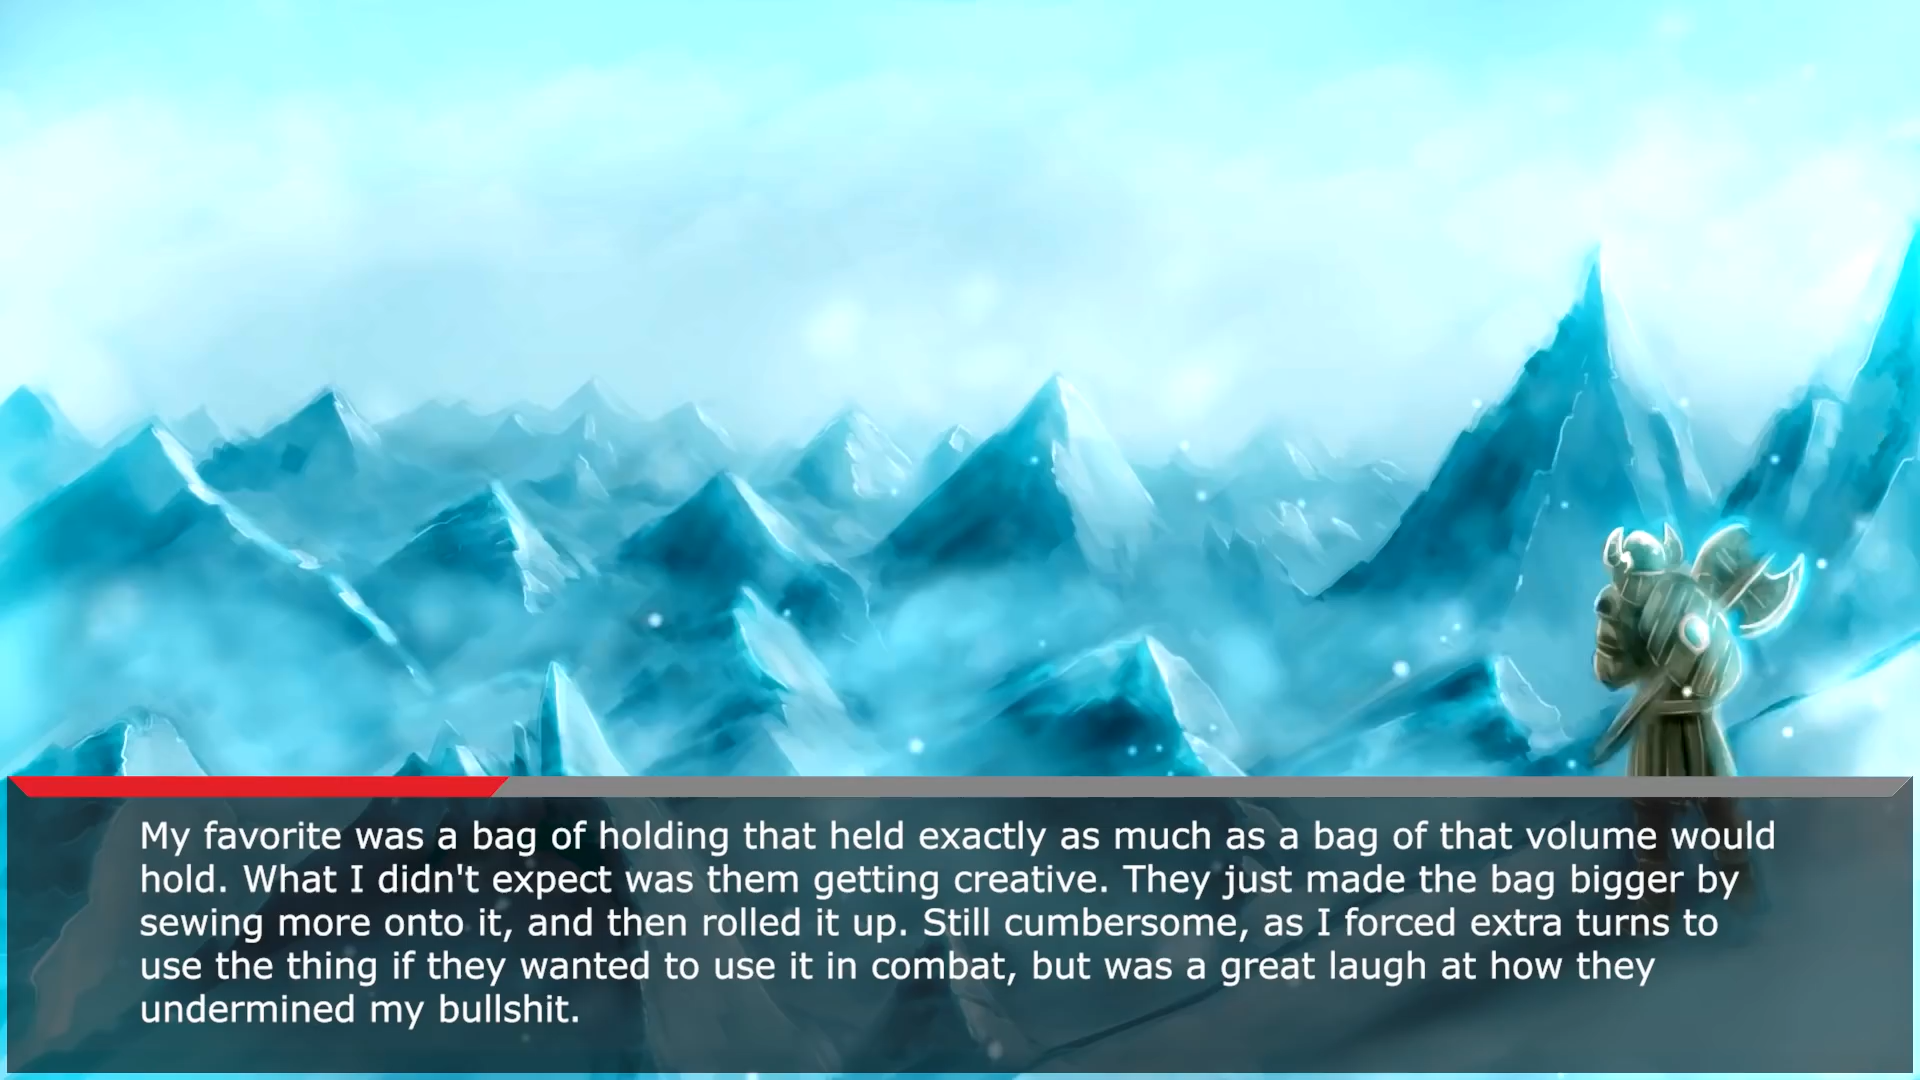 My favorite was a bag of holding that held exactly as much as a bag of that volume would
hold. What I didn't expect was them getting creative. They just made the bag bigger by
sewing more onto it, and then rolled it up. Still cumbersome, as I forced extra turns to
use the thing if they wanted to use it in combat, but was a great laugh at how they
undermined my bullshit.